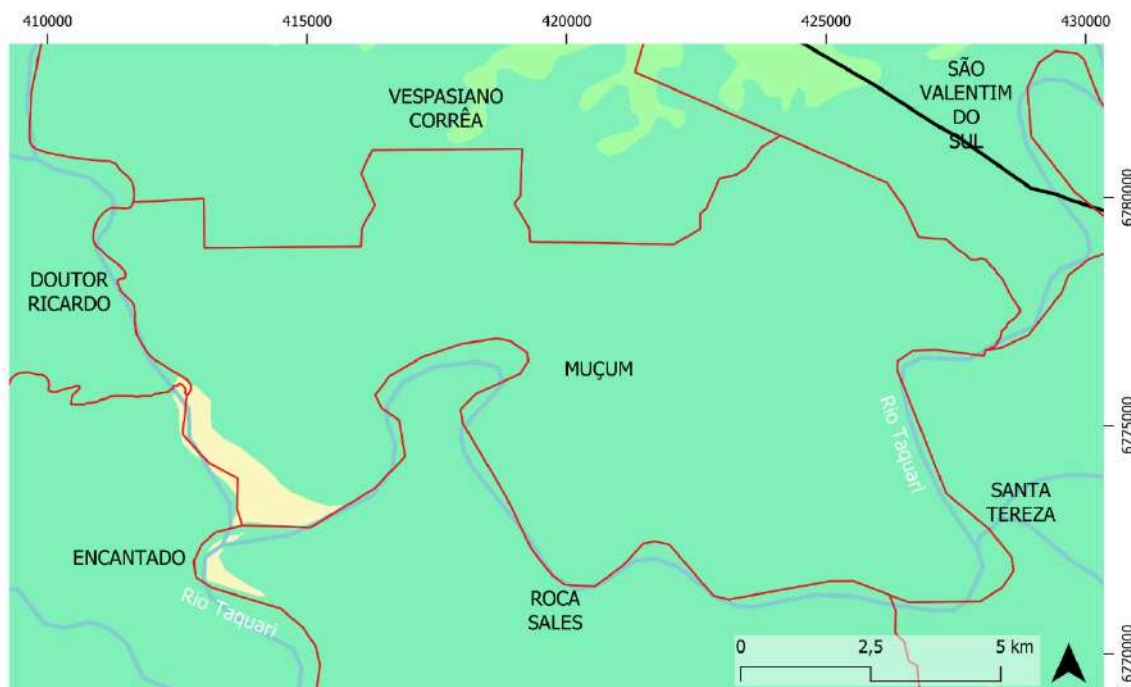 410000
415000
420000
425000
430000
VESPASIANO
CORRÊA
SÃO
VALENTIM
DO
SUL
6780000
DOUTOR
RICARDO
MUÇUM
6775000
Rio Taquari
SANTA
TEREZA
ENCANTADO
Rio Taquari
ROCA
SALES
0
2,5
5 km
6770000